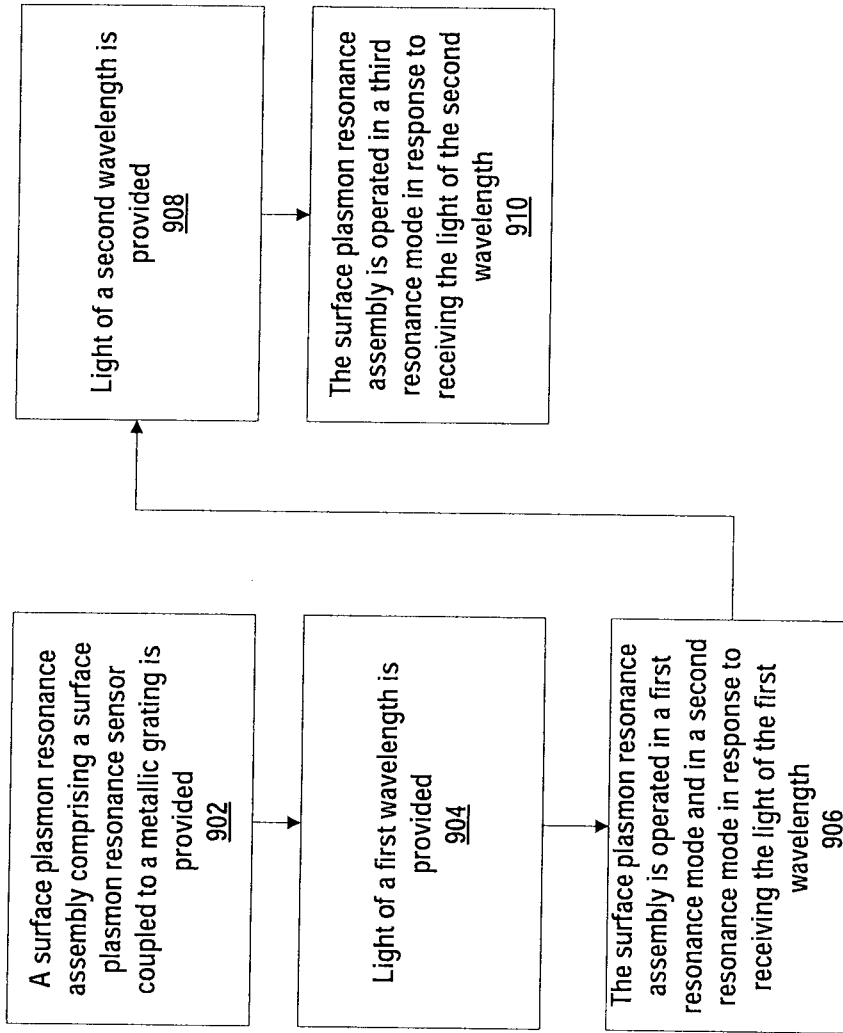 A surface plasmon resonance
assembly comprising a surface
plasmon resonance sensor
coupled to a metallic grating is
provided
902
Light of a first wavelength is
provided
904
The surface plasmon resonance
assembly is operated in a first
resonance mode and in a second
resonance mode in response to
receiving the light of the first
wavelength
906
Light of a second wavelength is
provided
908
The surface plasmon resonance
assembly is operated in a third
resonance mode in response to
receiving the light of the second
wavelength
910